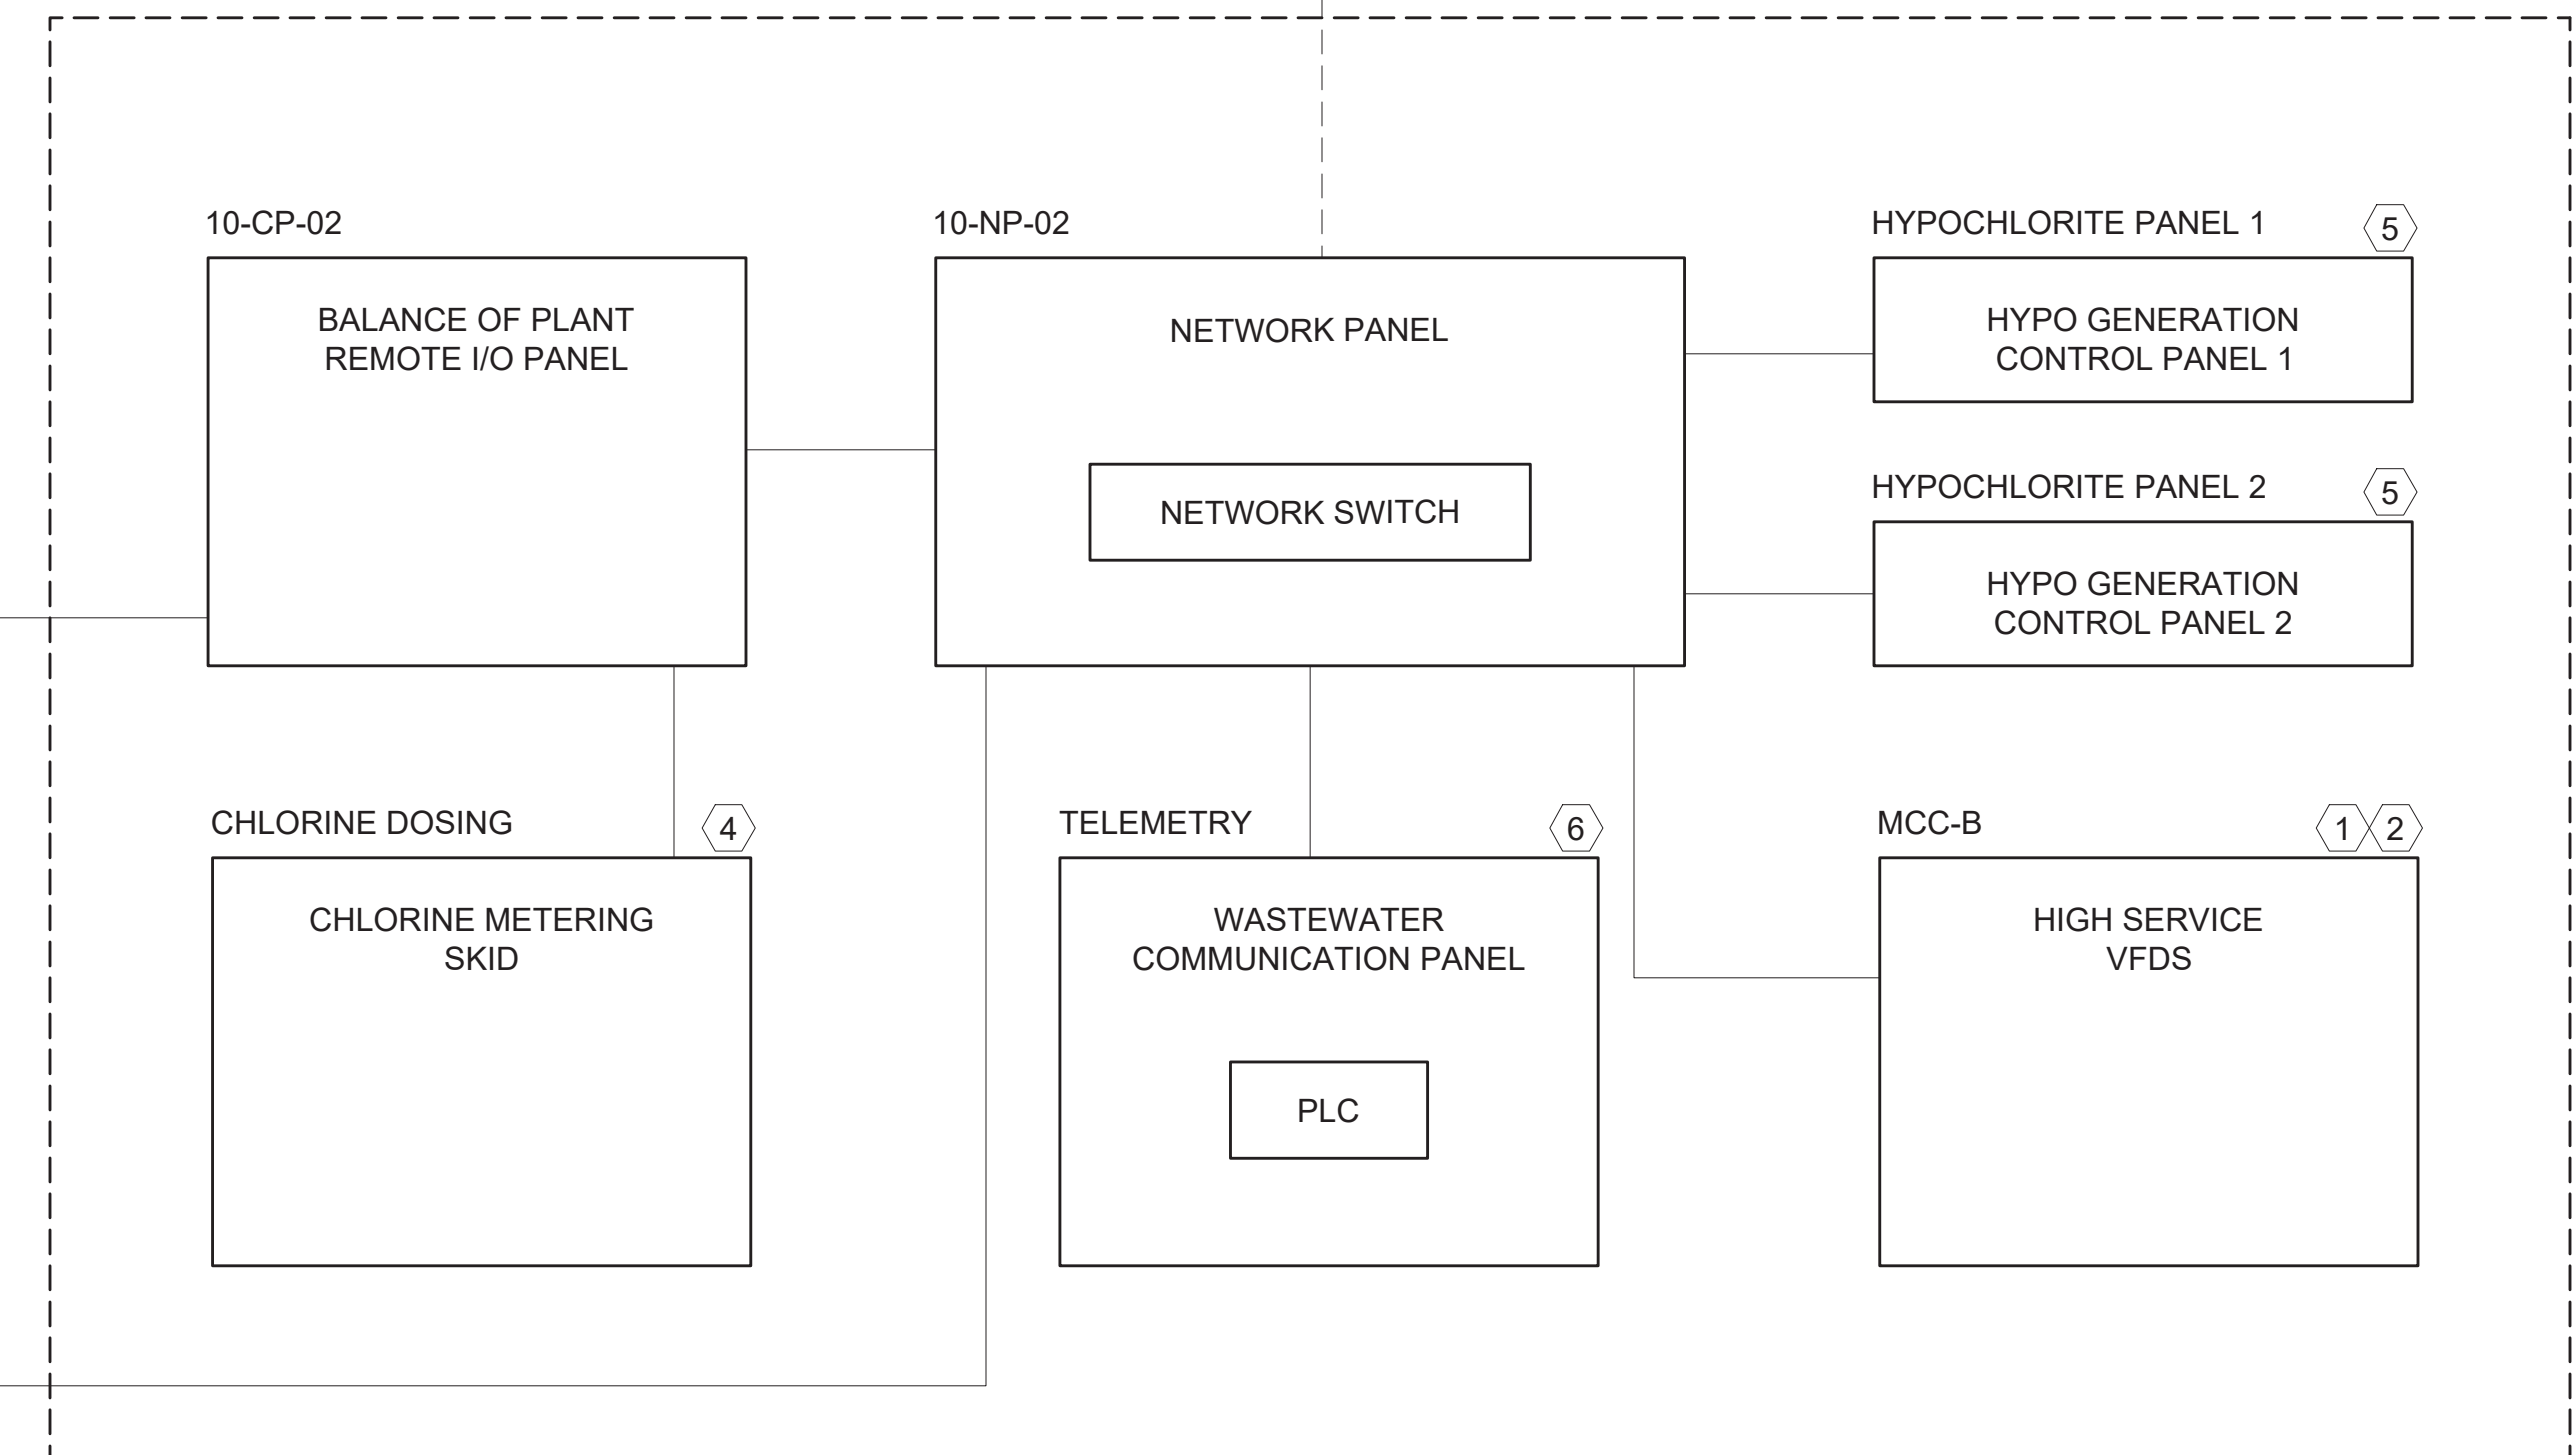 10-CP-02
BALANCE OF PLANT
REMOTE I/O PANEL
10-NP-02
NETWORK PANEL
NETWORK SWITCH
HYPOCHLORITE PANEL 1
5
HYPO GENERATION
CONTROL PANEL 1
HYPOCHLORITE PANEL 2
5
HYPO GENERATION
CONTROL PANEL 2
CHLORINE DOSING
4
CHLORINE METERING
SKID
TELEMETRY
6
WASTEWATER
COMMUNICATION PANEL
PLC
MCC-B
1 2
HIGH SERVICE
VFDS